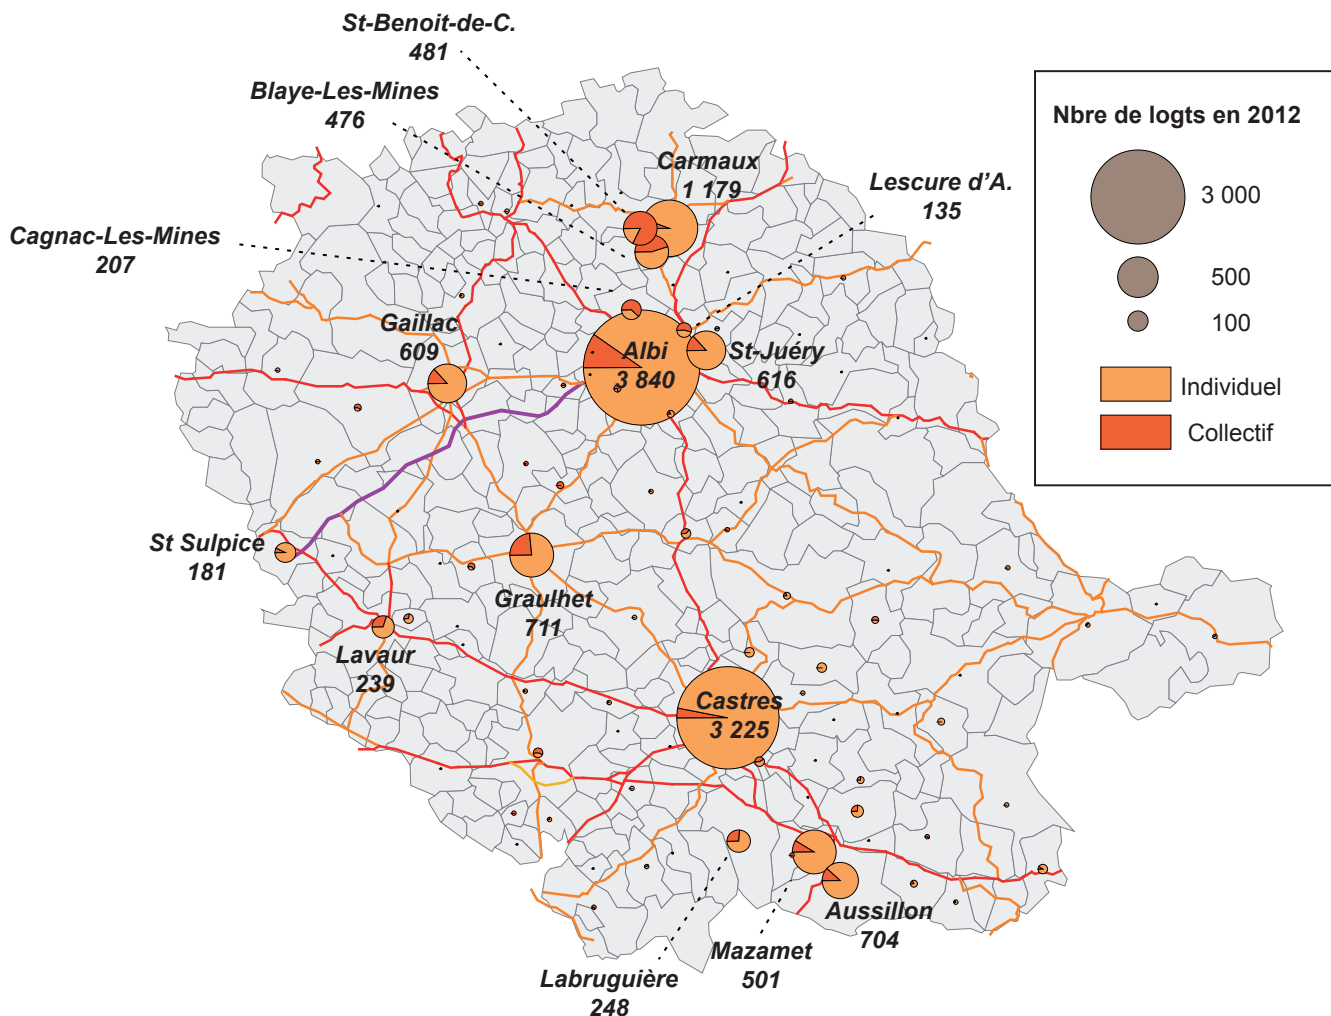 St-Benoit-de-C.
481
Blaye-Les-Mines
476
Carmaux
1 179
Lescure d'A.
135
Cagnac-Les-Mines
207
Gaillac
609
Albi
3 840
St-Juéry
616
St Sulpice
181
Graulhet
711
Lavaur
239
Castres
3 225
Aussillon
704
Mazamet
501
Labruguière
248
Nbre de logts en 2012
3 000
500
100
Individuel
Collectif